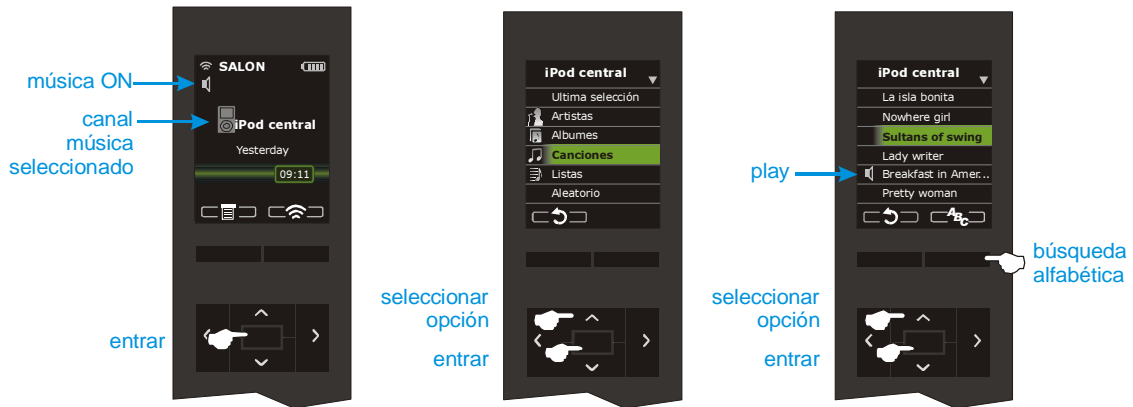 música ON
canal
música
seleccionado
entrar
SALON
iPod central
Yesterday
09:11
seleccionar
opción
entrar
iPod central
Ultima selección
Artistas
Albumes
Canciones
Listas
Aleatorio
play
seleccionar
opción
entrar
iPod central
La isla bonita
Nowhere girl
Sultans of swing
Lady writer
Breakfast in Amer...
Pretty woman
ABC
búsqueda
alfabética